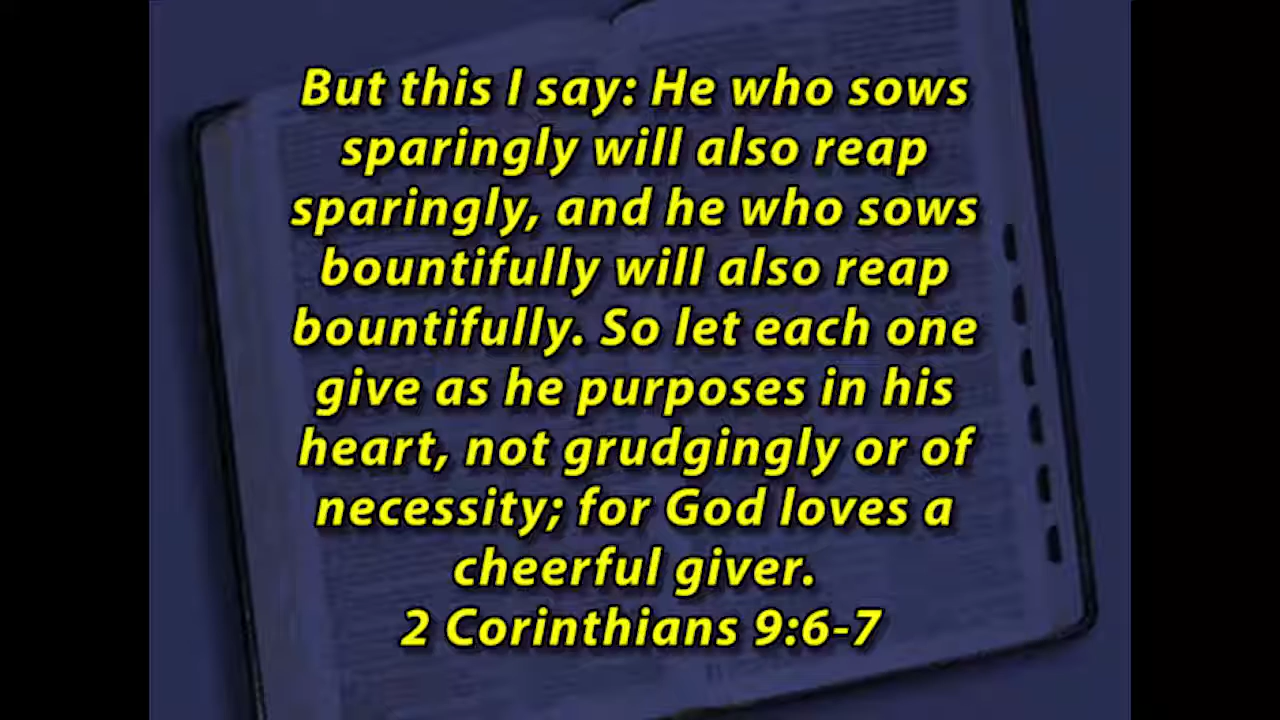 But this I say: He who sows
sparingly will also reap
sparingly, and he who sows
bountifully will also reap
bountifully. So let each one
give as he purposes in his
heart, not grudgingly or of
necessity; for God loves a
cheerful giver.
2 Corinthians 9:6-7